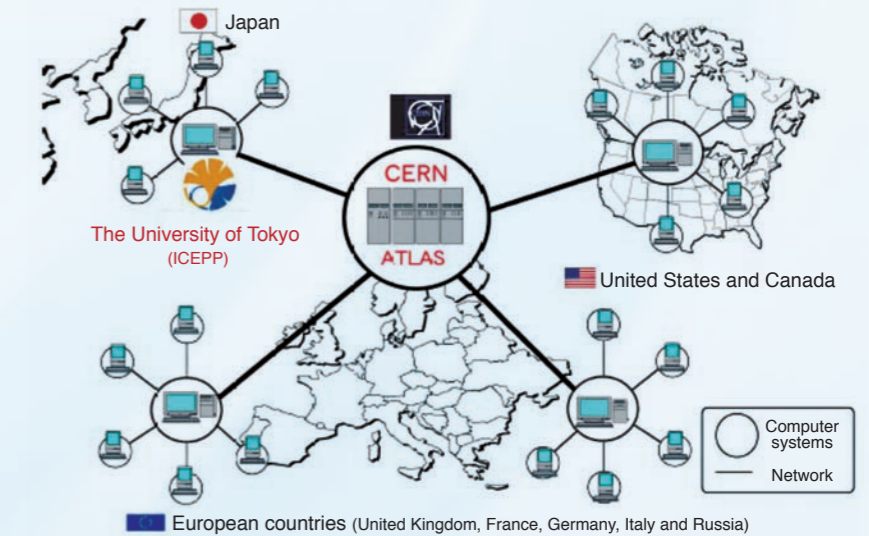 Japan
CERN
ATLAS
The University of Tokyo
(ICEPP)
United States and Canada
Computer
systems
Network
European countries (United Kingdom, France, Germany, Italy and Russia)